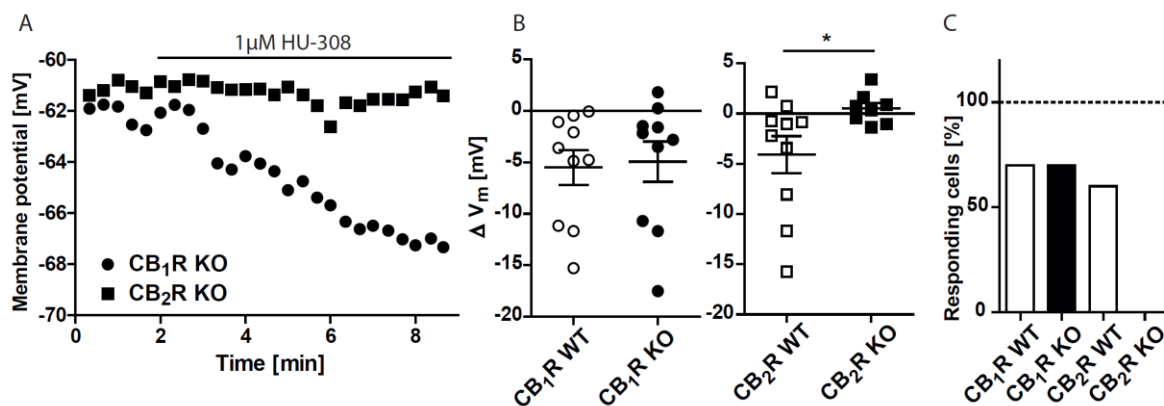 A
1µM HU-308
-60
-62
-64
-66
-68
-70
Membrane potential [mV]
CB₁R KO
CB₂R KO
0 2 4 6 8
Time [min]
B
5
0
-5
-10
-15
-20
Δ Vₘ [mV]
CB₁R WT
CB₁R KO
*
5
0
-5
-10
-15
-20
CB₂R WT
CB₂R KO
C
100
50
0
Responding cells [%]
CB₁R WT
CB₁R KO
CB₂R WT
CB₂R KO